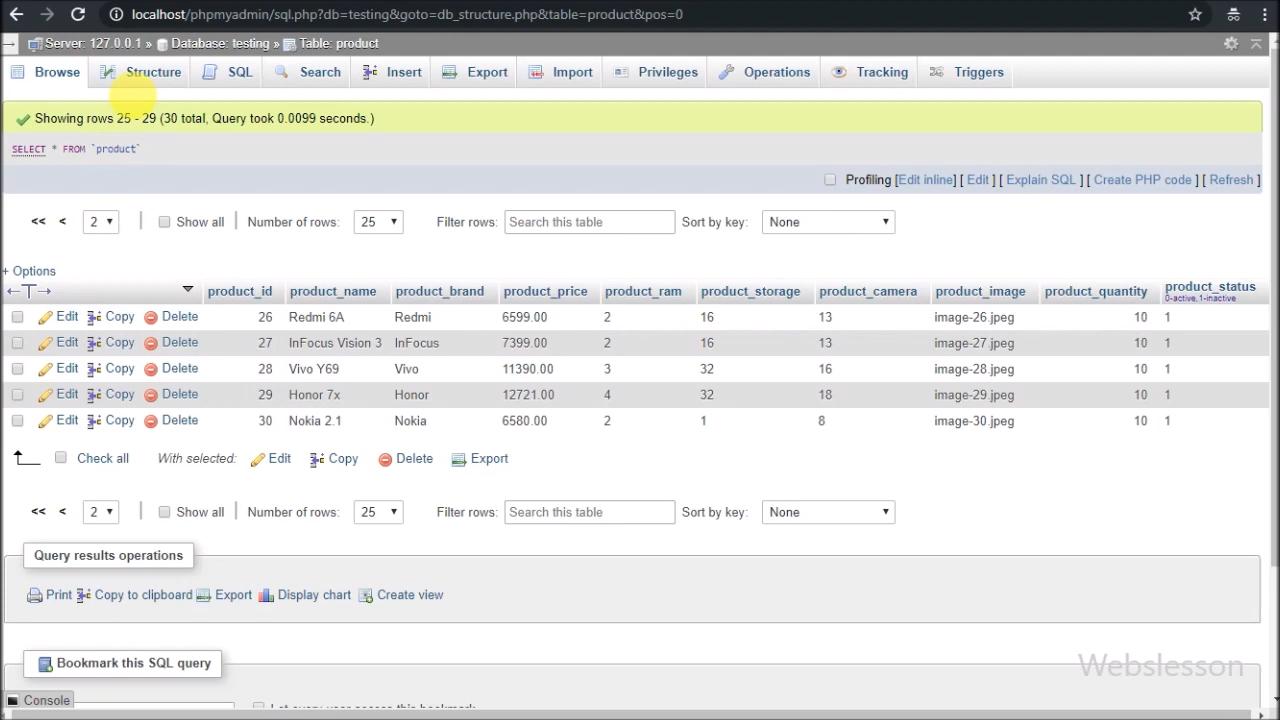 localhost/phpmyadmin/sql.php?db=testing&goto=db_structure.php&table=product&pos=0
Server: 127.0.0.1 » Database: testing » Table: product
Browse Structure SQL Search Insert Export Import Privileges Operations Tracking Triggers
Showing rows 25 - 29 (30 total, Query took 0.0099 seconds.)
SELECT * FROM `product`
Profiling [Edit inline] [ Edit ] [ Explain SQL ] [ Create PHP code ] [ Refresh ]
<< < 2 Show all Number of rows: 25 Filter rows: Search this table Sort by key: None
+ Options
product_id product_name product_brand product_price product_ram product_storage product_camera product_image product_quantity product_status
0-active,1-inactive
Edit Copy Delete 26 Redmi 6A Redmi 6599.00 2 16 13 image-26.jpeg 10 1
Edit Copy Delete 27 InFocus Vision 3 InFocus 7399.00 2 16 13 image-27.jpeg 10 1
Edit Copy Delete 28 Vivo Y69 Vivo 11390.00 3 32 16 image-28.jpeg 10 1
Edit Copy Delete 29 Honor 7x Honor 12721.00 4 32 18 image-29.jpeg 10 1
Edit Copy Delete 30 Nokia 2.1 Nokia 6580.00 2 1 8 image-30.jpeg 10 1
Check all With selected: Edit Copy Delete Export
<< < 2 Show all Number of rows: 25 Filter rows: Search this table Sort by key: None
Query results operations
Print Copy to clipboard Export Display chart Create view
Bookmark this SQL query
Webslesson
Console
Let every user access this bookmark